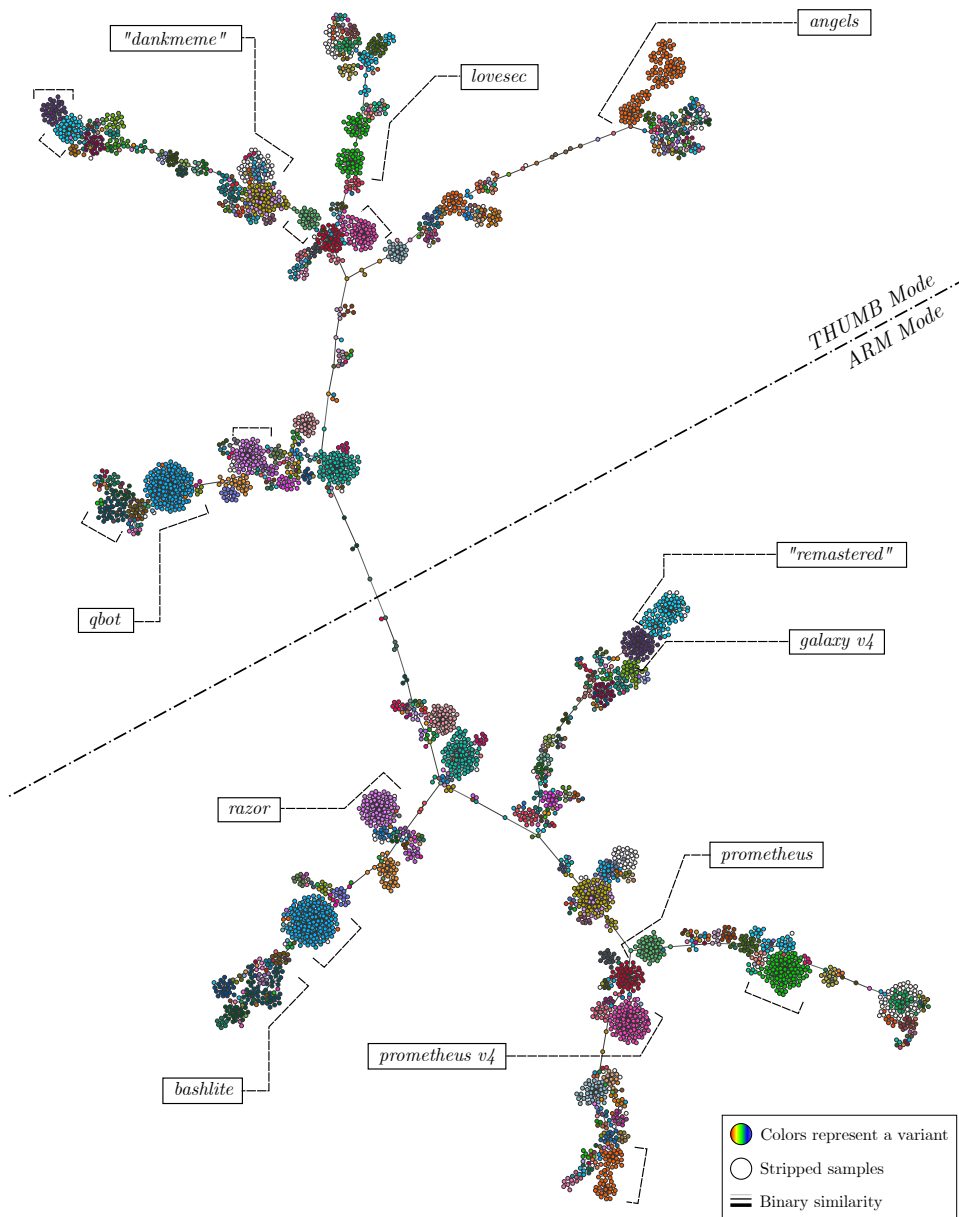 angels
"dankmeme"
lovesec
THUMB Mode
ARM Mode
"remastered"
qbot
galaxy v4
razor
prometheus
prometheus v4
bashlite
Colors represent a variant
Stripped samples
Binary similarity